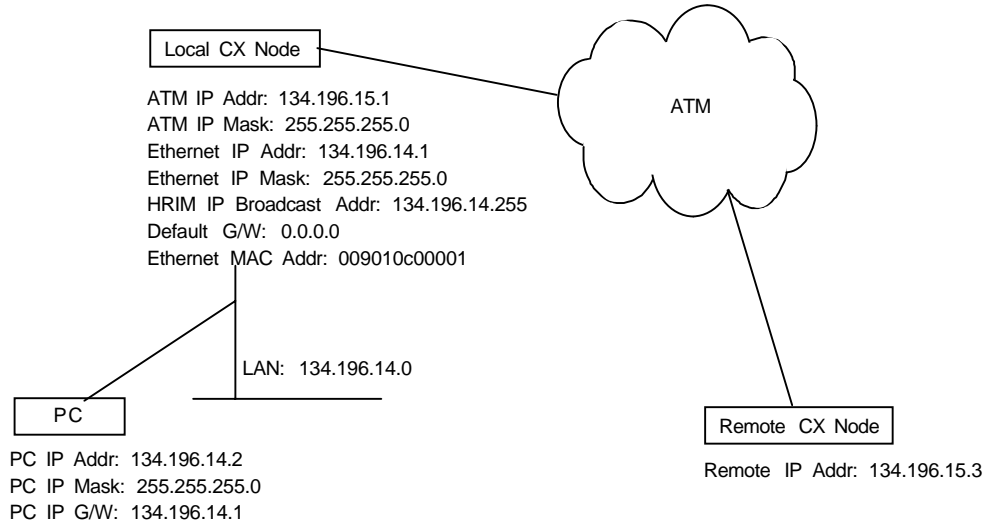 Local CX Node
ATM IP Addr: 134.196.15.1
ATM IP Mask: 255.255.255.0
Ethernet IP Addr: 134.196.14.1
Ethernet IP Mask: 255.255.255.0
HRIM IP Broadcast Addr: 134.196.14.255
Default G/W: 0.0.0.0
Ethernet MAC Addr: 009010c00001
ATM
LAN: 134.196.14.0
PC
PC IP Addr: 134.196.14.2
PC IP Mask: 255.255.255.0
PC IP G/W: 134.196.14.1
Remote CX Node
Remote IP Addr: 134.196.15.3